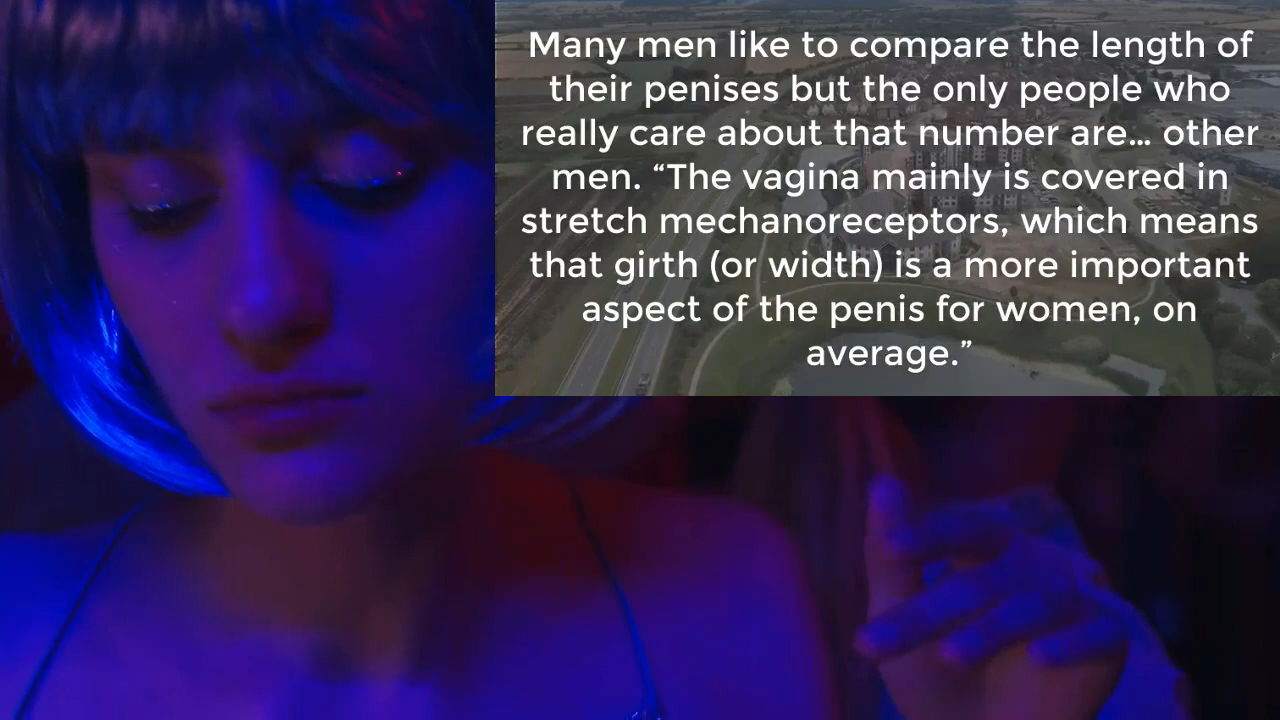 Many men like to compare the length of
their penises but the only people who
really care about that number are… other
men. “The vagina mainly is covered in
stretch mechanoreceptors, which means
that girth (or width) is a more important
aspect of the penis for women, on
average.”